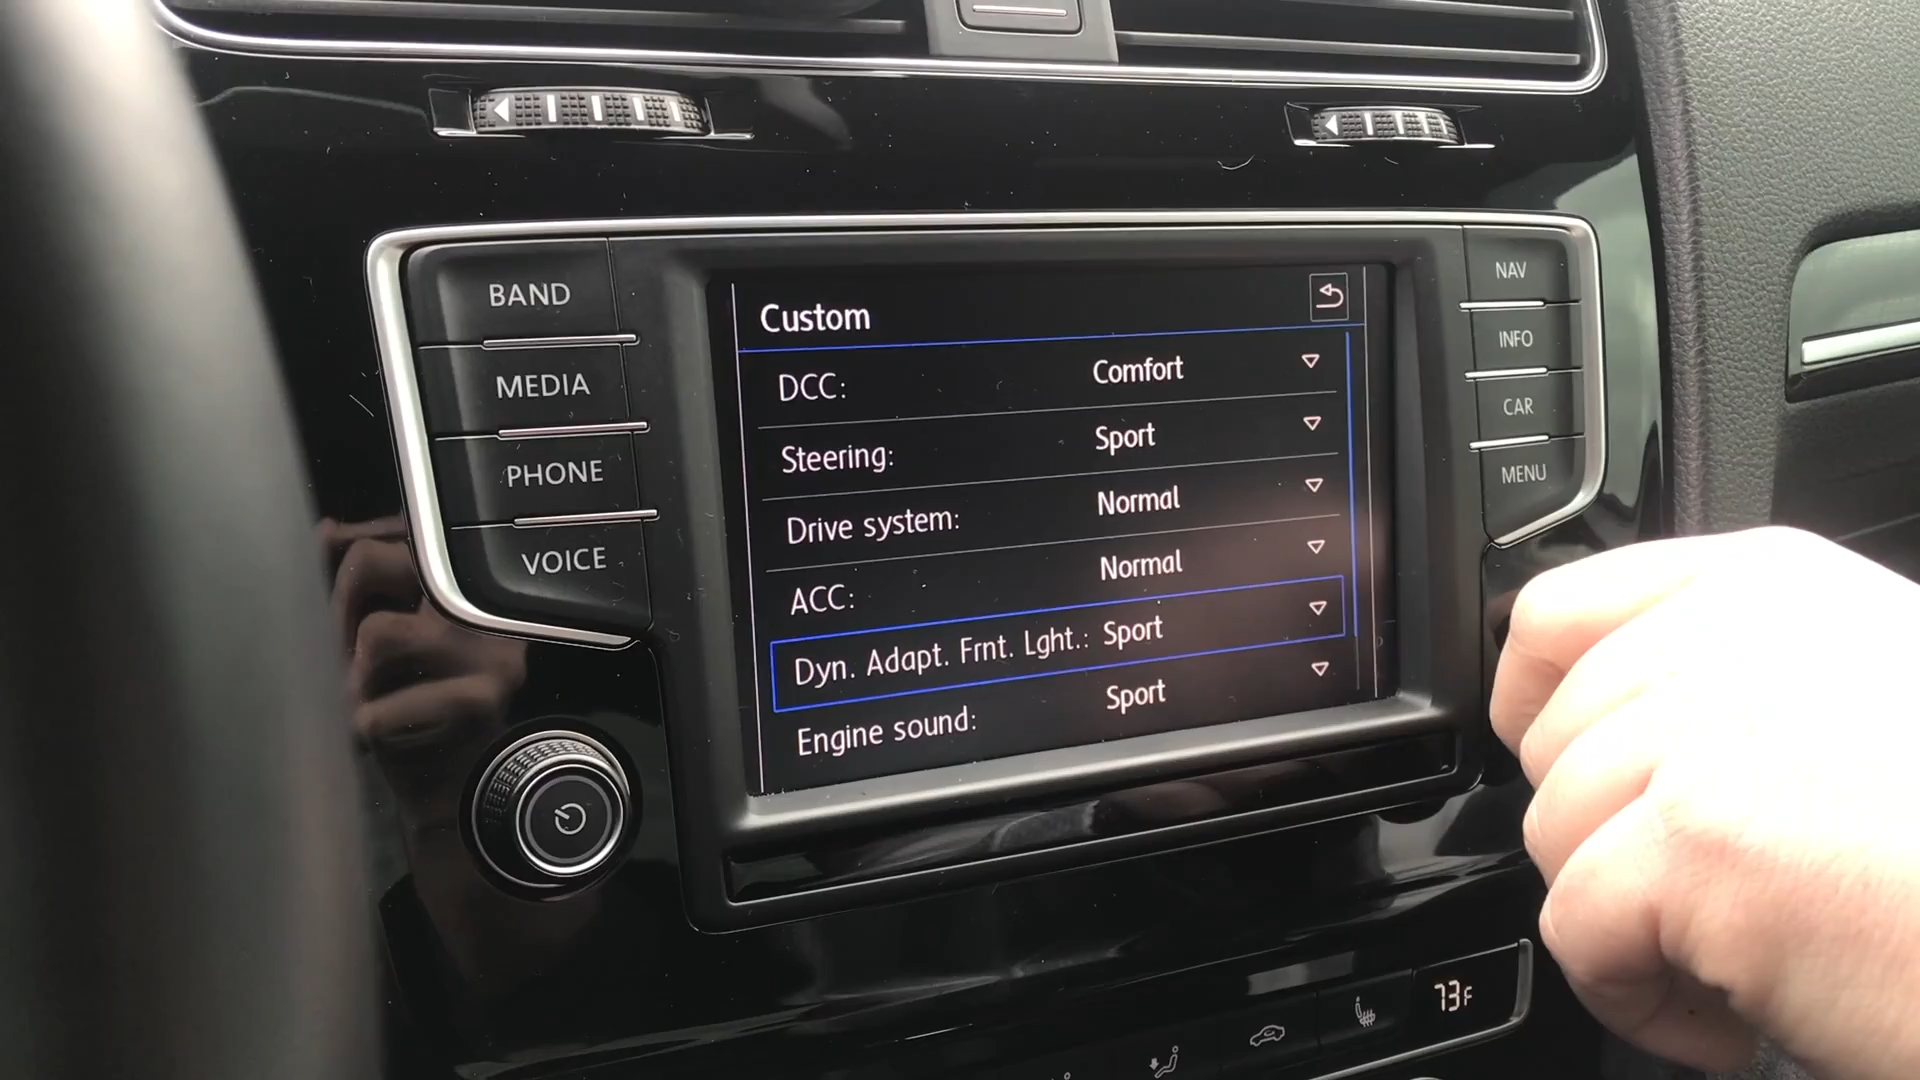 BAND
MEDIA
PHONE
VOICE
Custom
DCC: Comfort
Steering: Sport
Drive system: Normal
ACC: Normal
Dyn. Adapt. Frnt. Lght.: Sport
Engine sound: Sport
NAV
INFO
CAR
MENU
73F